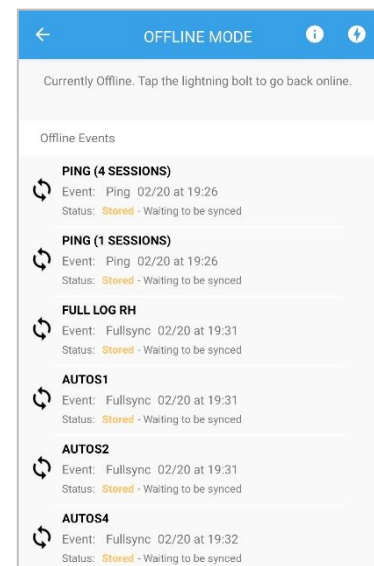 OFFLINE MODE
Currently Offline. Tap the lightning bolt to go back online.
Offline Events
PING (4 SESSIONS)
Event: Ping 02/20 at 19:26
Status: Stored - Waiting to be synced
PING (1 SESSIONS)
Event: Ping 02/20 at 19:26
Status: Stored - Waiting to be synced
FULL LOG RH
Event: Fullsync 02/20 at 19:31
Status: Stored - Waiting to be synced
AUTOS1
Event: Fullsync 02/20 at 19:31
Status: Stored - Waiting to be synced
AUTOS2
Event: Fullsync 02/20 at 19:31
Status: Stored - Waiting to be synced
AUTOS4
Event: Fullsync 02/20 at 19:32
Status: Stored - Waiting to be synced